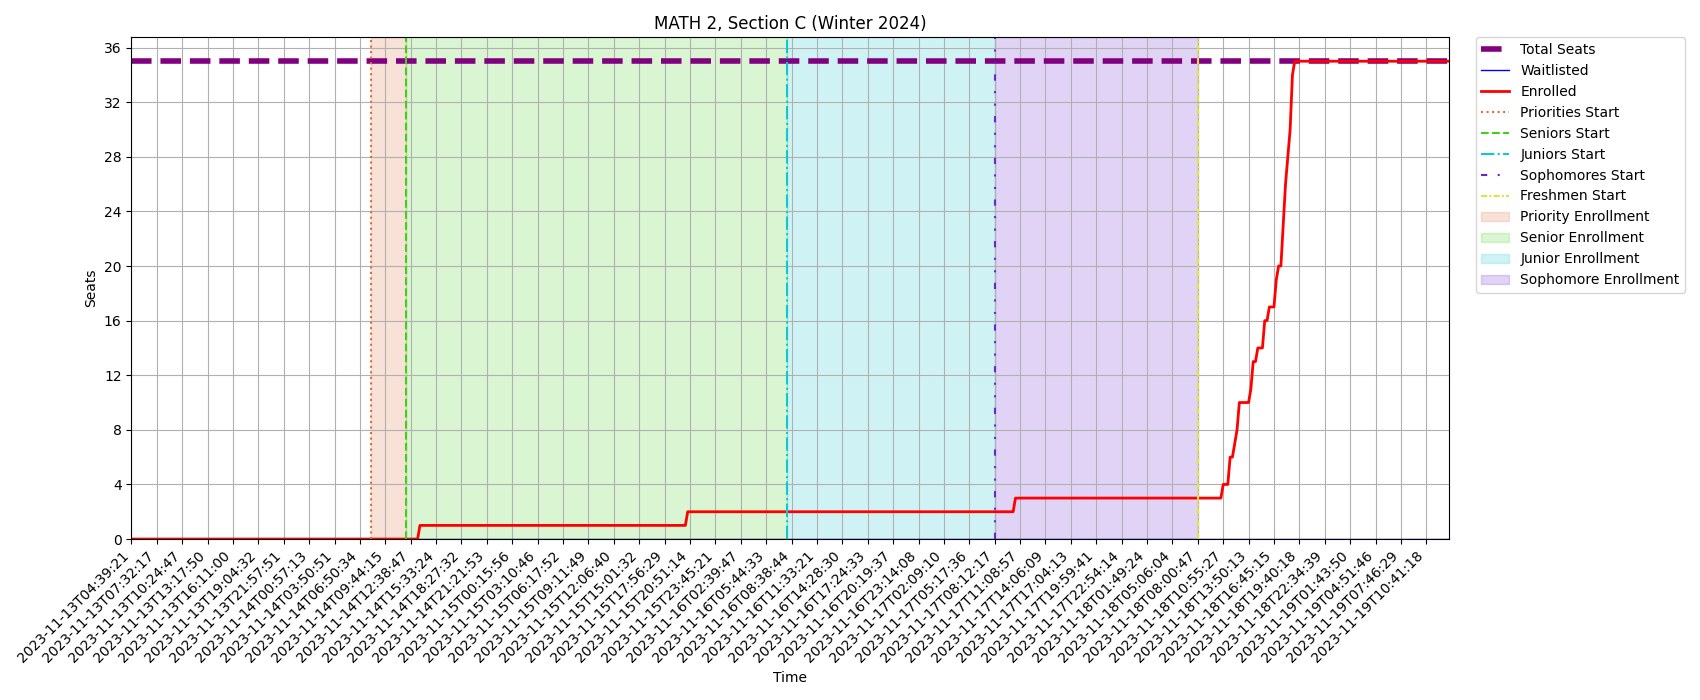 MATH 2, Section C (Winter 2024)
36
32
28
24
20
16
12
8
4
0
Seats
2023-11-13T04:39:21
2023-11-13T07:32:17
2023-11-13T10:24:47
2023-11-13T13:17:50
2023-11-13T16:11:00
2023-11-13T19:04:32
2023-11-13T21:57:51
2023-11-14T00:57:13
2023-11-14T03:50:51
2023-11-14T06:50:34
2023-11-14T09:44:15
2023-11-14T12:38:47
2023-11-14T15:33:24
2023-11-14T18:27:32
2023-11-14T21:21:53
2023-11-15T00:15:56
2023-11-15T03:10:46
2023-11-15T06:17:52
2023-11-15T09:11:49
2023-11-15T12:06:40
2023-11-15T15:01:32
2023-11-15T17:56:29
2023-11-15T20:51:14
2023-11-15T23:45:21
2023-11-16T02:39:47
2023-11-16T05:44:33
2023-11-16T08:38:44
2023-11-16T11:33:21
2023-11-16T14:28:30
2023-11-16T17:24:33
2023-11-16T20:19:37
2023-11-16T23:14:08
2023-11-17T02:09:10
2023-11-17T05:17:36
2023-11-17T08:12:17
2023-11-17T11:08:57
2023-11-17T14:06:09
2023-11-17T17:04:13
2023-11-17T19:59:41
2023-11-17T22:54:14
2023-11-18T01:49:24
2023-11-18T05:06:04
2023-11-18T08:00:47
2023-11-18T10:55:27
2023-11-18T13:50:13
2023-11-18T16:45:15
2023-11-18T19:40:18
2023-11-18T22:34:39
2023-11-19T01:43:50
2023-11-19T04:51:46
2023-11-19T07:46:29
2023-11-19T10:41:18
Time
Total Seats
Waitlisted
Enrolled
Priorities Start
Seniors Start
Juniors Start
Sophomores Start
Freshmen Start
Priority Enrollment
Senior Enrollment
Junior Enrollment
Sophomore Enrollment